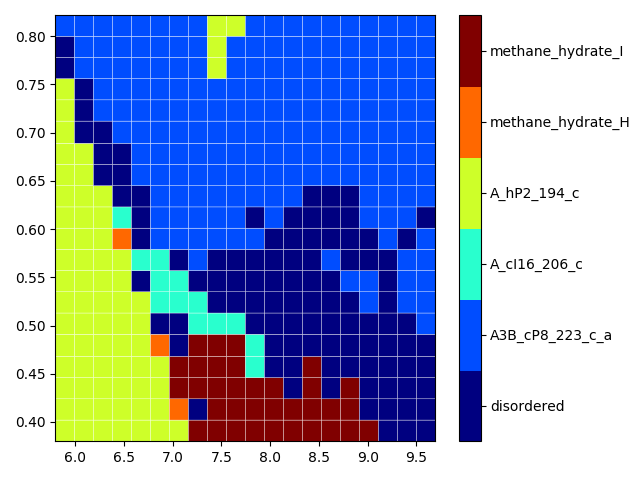 0.80
0.75
0.70
0.65
0.60
0.55
0.50
0.45
0.40
6.0 6.5 7.0 7.5 8.0 8.5 9.0 9.5
methane_hydrate_I
methane_hydrate_H
A_hP2_194_c
A_cI16_206_c
A3B_cP8_223_c_a
disordered